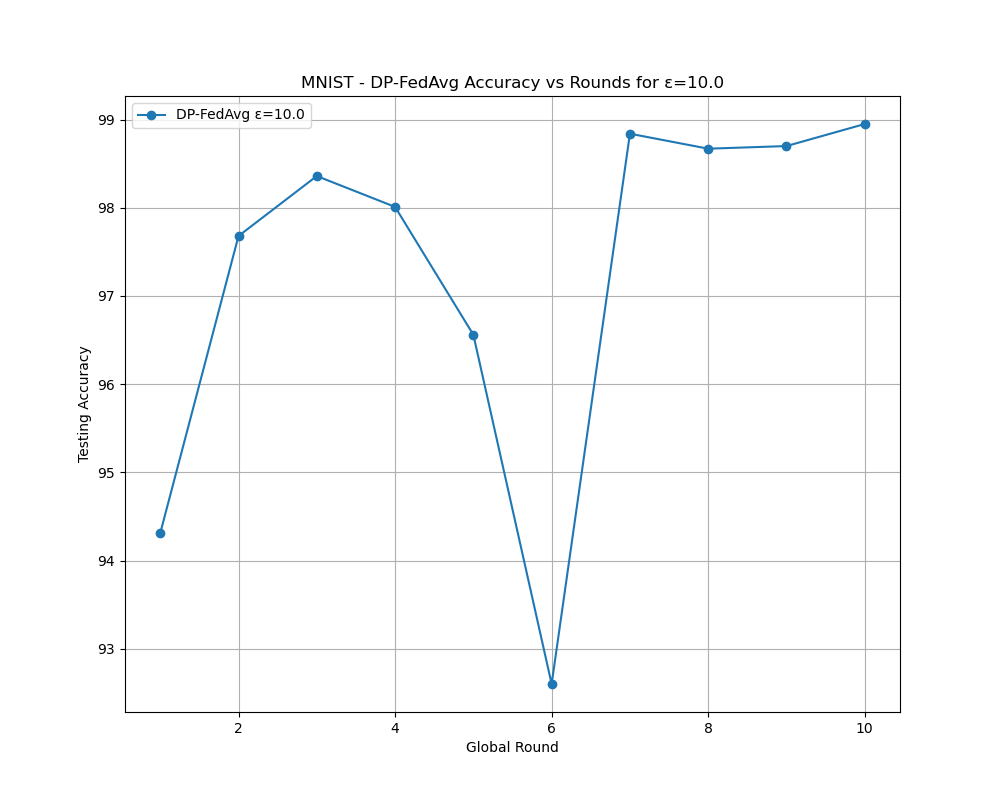 MNIST - DP-FedAvg Accuracy vs Rounds for ε=10.0
DP-FedAvg ε=10.0
99
98
97
96
95
94
93
Testing Accuracy
2 4 6 8 10
Global Round